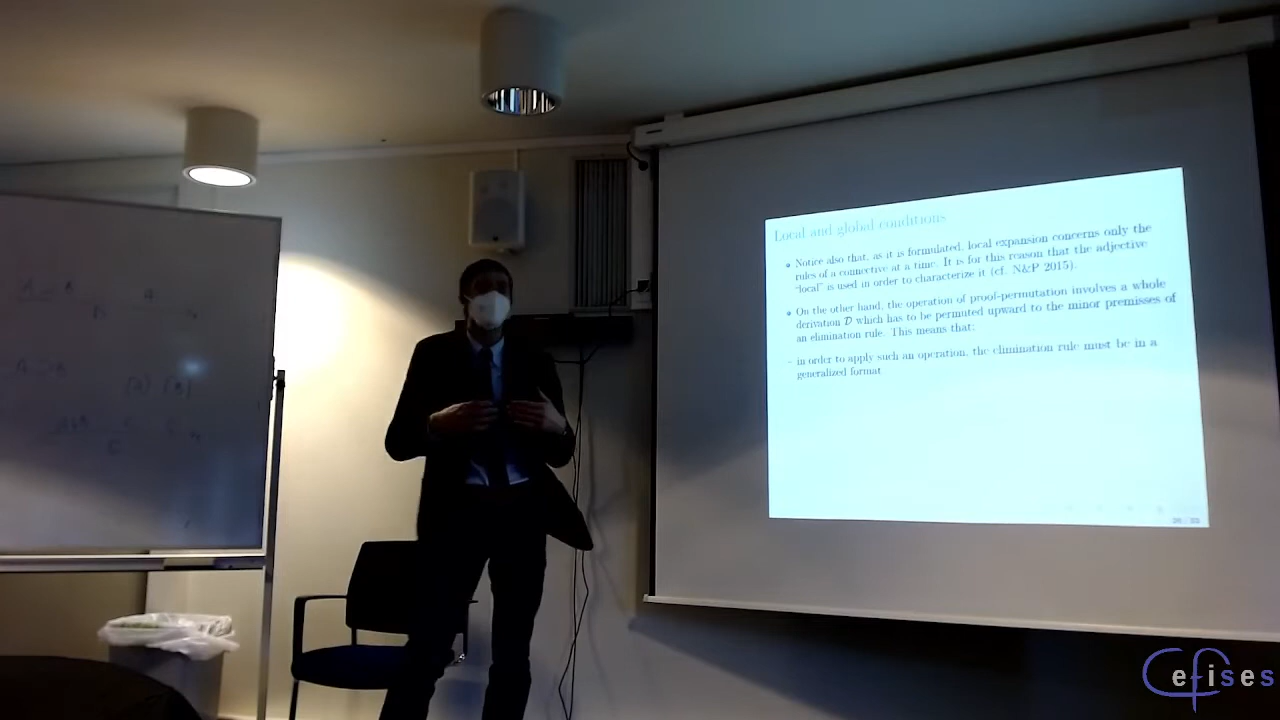 Local and global conditions
Notice also that, as it is formulated, local expansion concerns only the
rules of a connective at a time. It is for this reason that the adjective
"local" is used in order to characterize it (cf. N&P 2015).
On the other hand, the operation of proof-permutation involves a whole
derivation D which has to be permuted upward to the minor premisses of
an elimination rule. This means that:
- in order to apply such an operation, the elimination rule must be in a
generalized format
Cefises